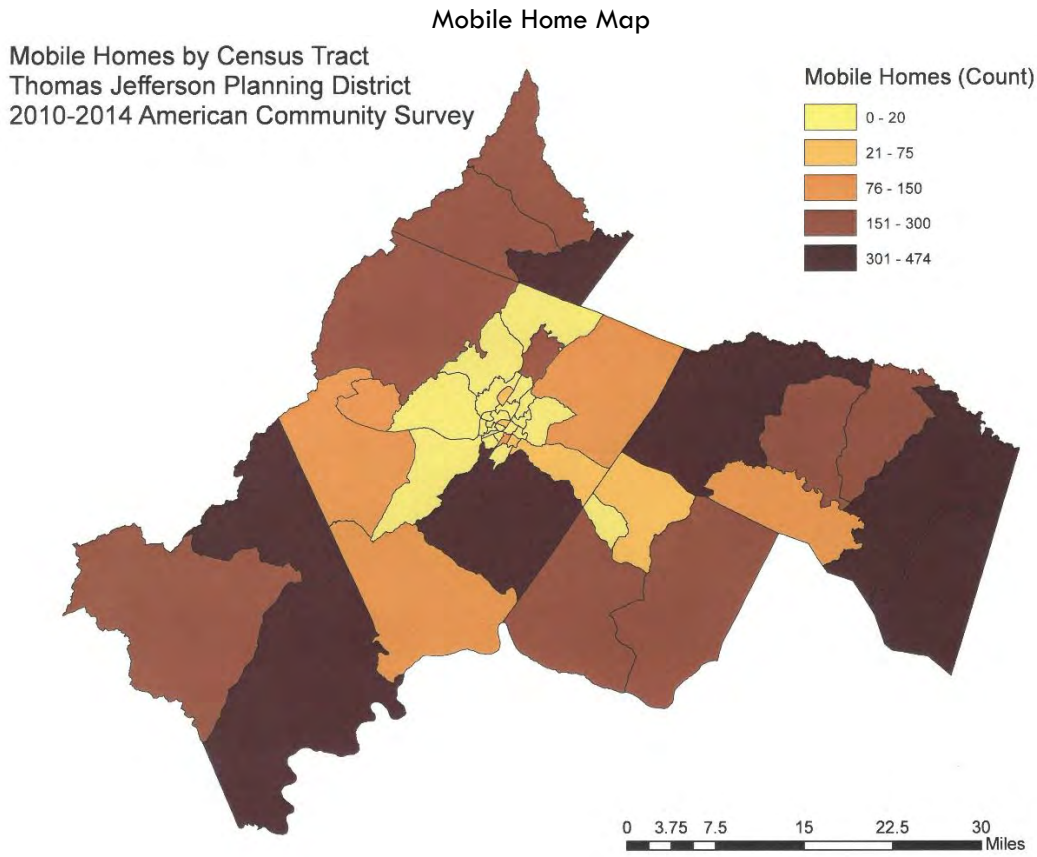 Mobile Home Map
Mobile Homes by Census Tract
Thomas Jefferson Planning District
2010-2014 American Community Survey
Mobile Homes (Count)
0 - 20
21 - 75
76 - 150
151 - 300
301 - 474
0 3.75 7.5 15 22.5 30
Miles